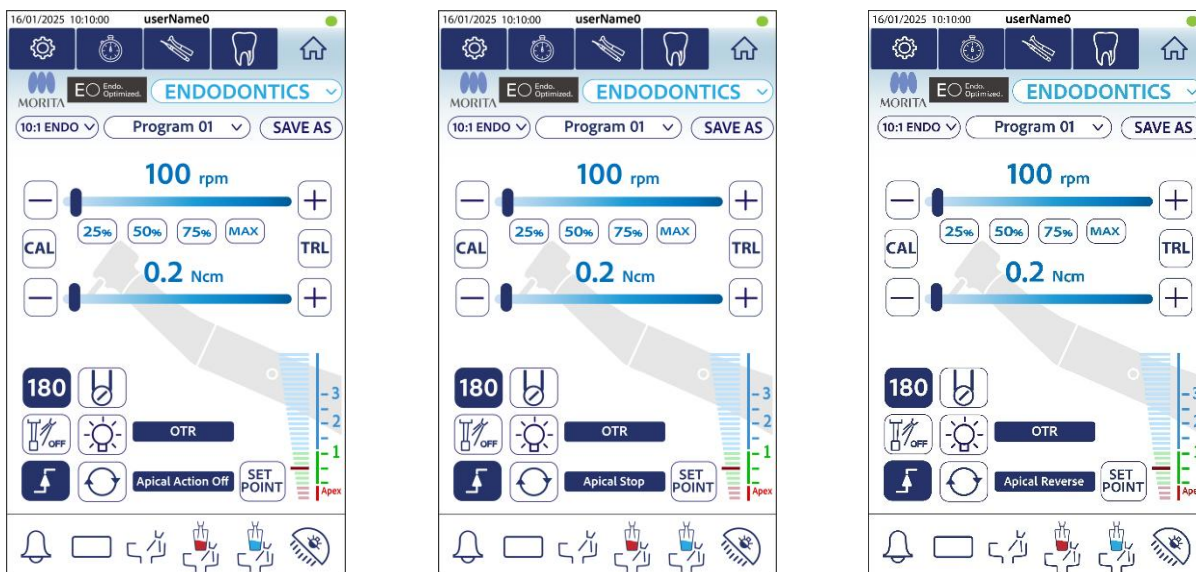 16/01/2025 10:10:00 userName0
MORITA EO Endo. Optimized. ENDODONTICS
10:1 ENDO Program 01 SAVE AS
100 rpm
25% 50% 75% MAX
CAL TRL
0.2 Ncm
180
3
2
OFF OTR
1
Apical Action Off SET POINT
Apex
16/01/2025 10:10:00 userName0
MORITA EO Endo. Optimized. ENDODONTICS
10:1 ENDO Program 01 SAVE AS
100 rpm
25% 50% 75% MAX
CAL TRL
0.2 Ncm
180
3
2
OFF OTR
1
Apical Stop SET POINT
Apex
16/01/2025 10:10:00 userName0
MORITA EO Endo. Optimized. ENDODONTICS
10:1 ENDO Program 01 SAVE AS
100 rpm
25% 50% 75% MAX
CAL TRL
0.2 Ncm
180
OFF OTR
Apical Reverse SET POINT